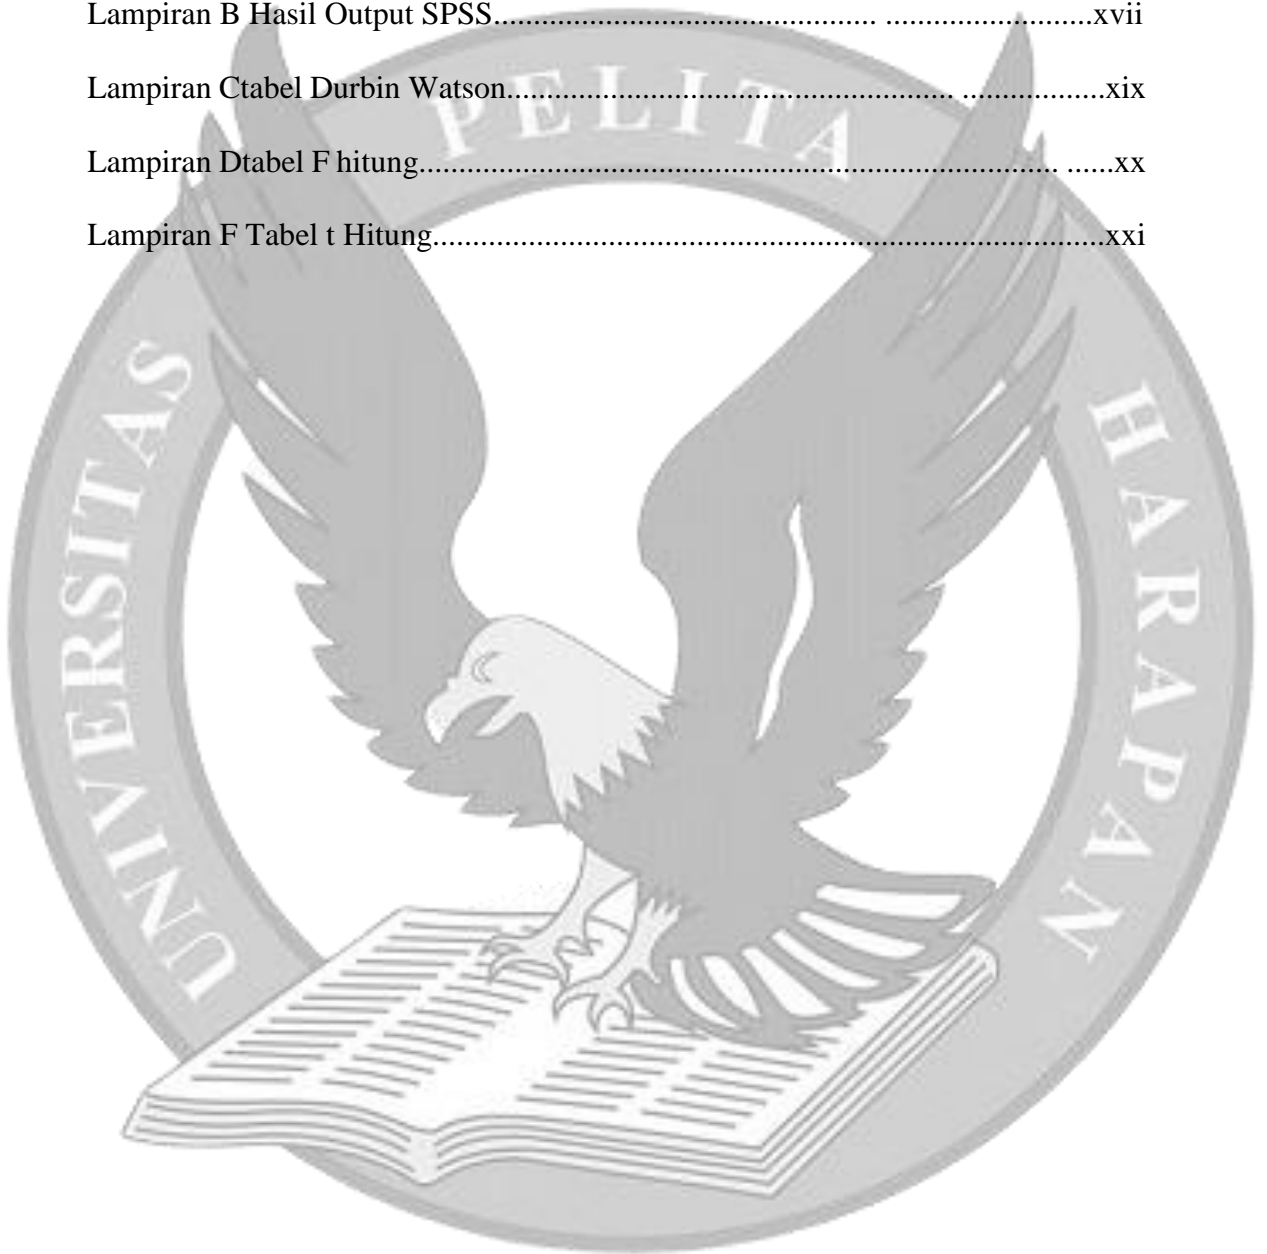 Lampiran B Hasil Output SPSS................................................ ..........................xvii
Lampiran Ctabel Durbin Watson........................................................ ..................xix
Lampiran Dtabel F hitung................................................................................ ......xx
Lampiran F Tabel t Hitung....................................................................................xxi
PELITA
UNIVERSITAS
HARAPAN